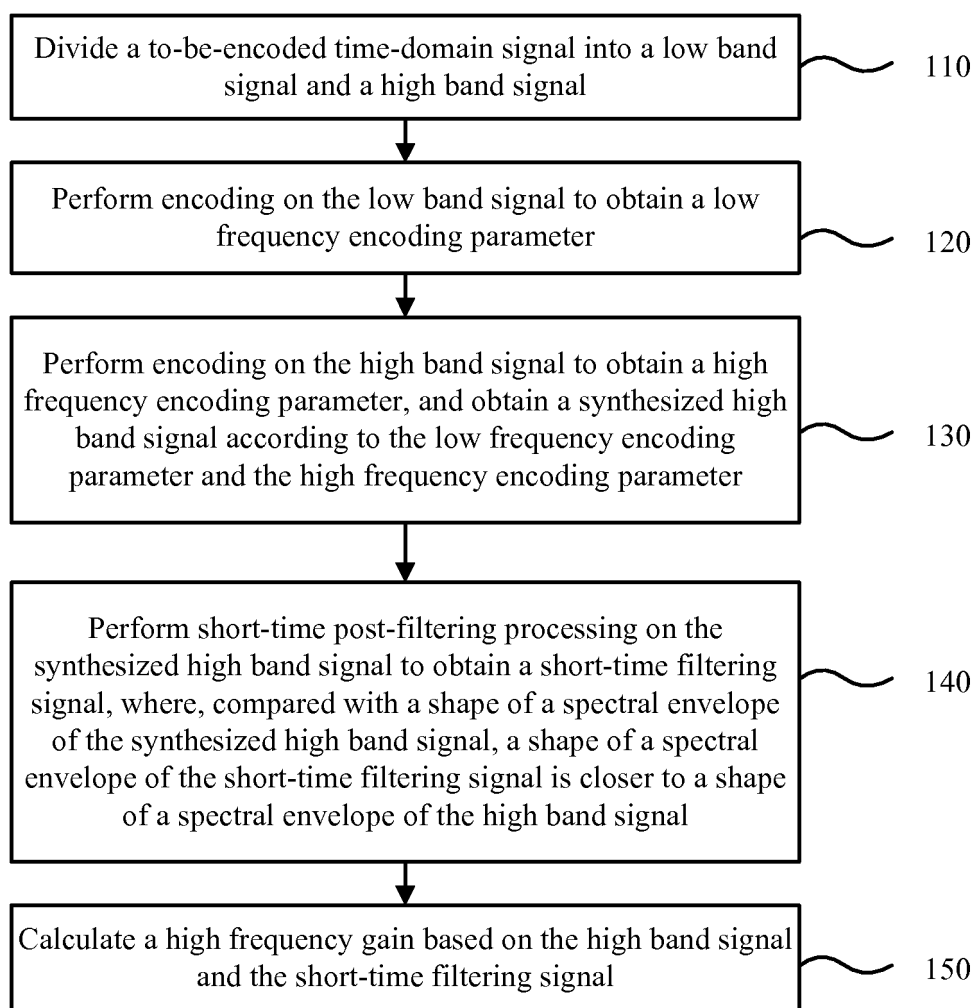 Divide a to-be-encoded time-domain signal into a low band
signal and a high band signal
110
Perform encoding on the low band signal to obtain a low
frequency encoding parameter
120
Perform encoding on the high band signal to obtain a high
frequency encoding parameter, and obtain a synthesized high
band signal according to the low frequency encoding
parameter and the high frequency encoding parameter
130
Perform short-time post-filtering processing on the
synthesized high band signal to obtain a short-time filtering
signal, where, compared with a shape of a spectral envelope
of the synthesized high band signal, a shape of a spectral
envelope of the short-time filtering signal is closer to a shape
of a spectral envelope of the high band signal
140
Calculate a high frequency gain based on the high band signal
and the short-time filtering signal
150